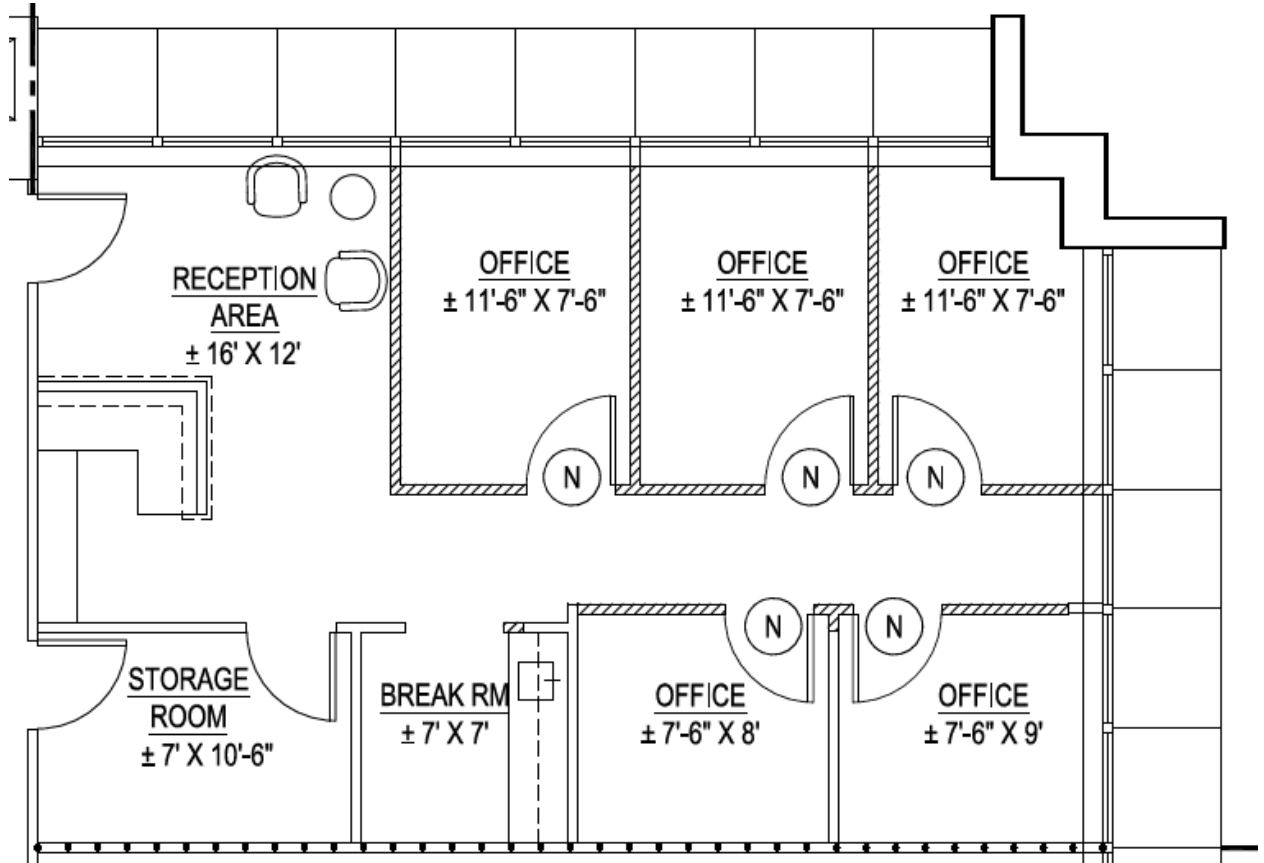 RECEPTION
AREA
± 16' X 12'
OFFICE
± 11'-6" X 7'-6"
OFFICE
± 11'-6" X 7'-6"
OFFICE
± 11'-6" X 7'-6"
N
N
N
N
N
STORAGE
ROOM
± 7' X 10'-6"
BREAK RM
± 7' X 7'
OFFICE
± 7'-6" X 8'
OFFICE
± 7'-6" X 9'